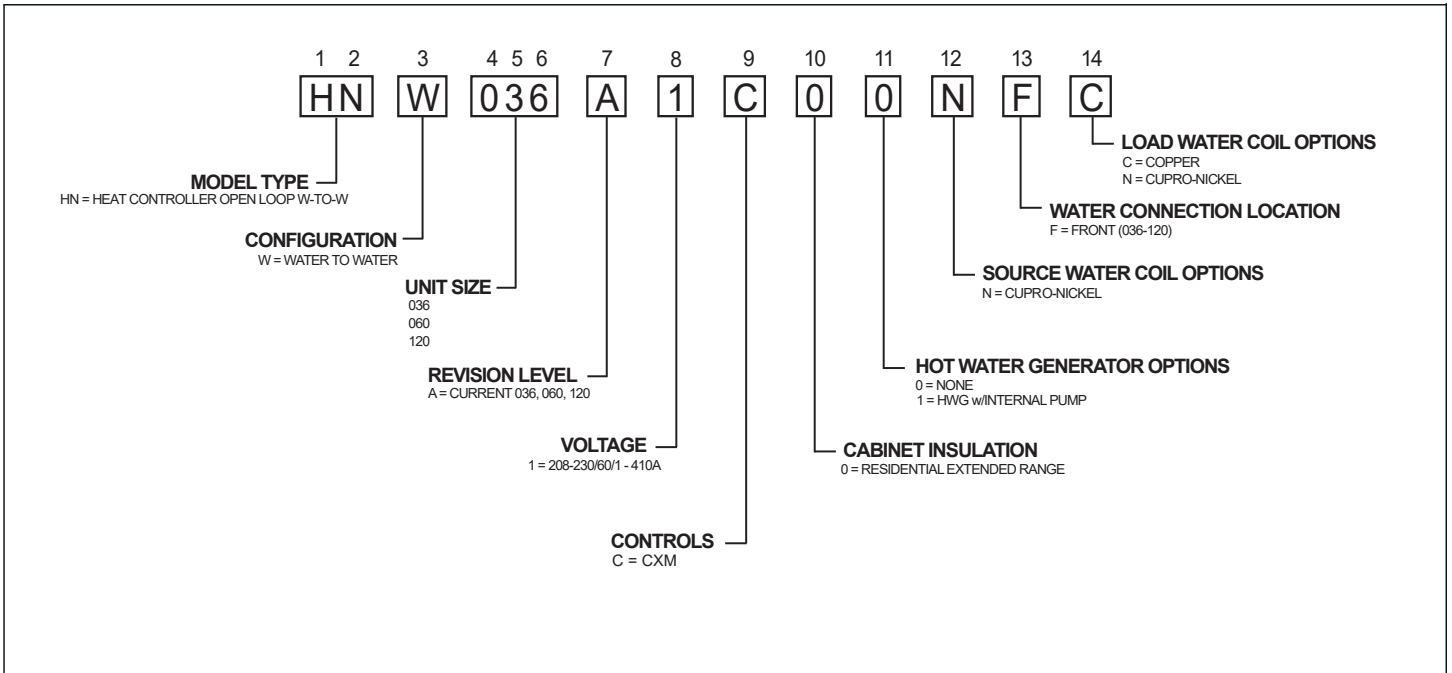 1 2 3 4 5 6 7 8 9 10 11 12 13 14
HN W 036 A 1 C 0 0 N F C
LOAD WATER COIL OPTIONS
C = COPPER
N = CUPRO-NICKEL
MODEL TYPE
HN = HEAT CONTROLLER OPEN LOOP W-TO-W
WATER CONNECTION LOCATION
F = FRONT (036-120)
CONFIGURATION
W = WATER TO WATER
SOURCE WATER COIL OPTIONS
N = CUPRO-NICKEL
UNIT SIZE
036
060
120
HOT WATER GENERATOR OPTIONS
0 = NONE
1 = HWG w/INTERNAL PUMP
REVISION LEVEL
A = CURRENT 036, 060, 120
VOLTAGE
1 = 208-230/60/1 - 410A
CABINET INSULATION
0 = RESIDENTIAL EXTENDED RANGE
CONTROLS
C = CXM